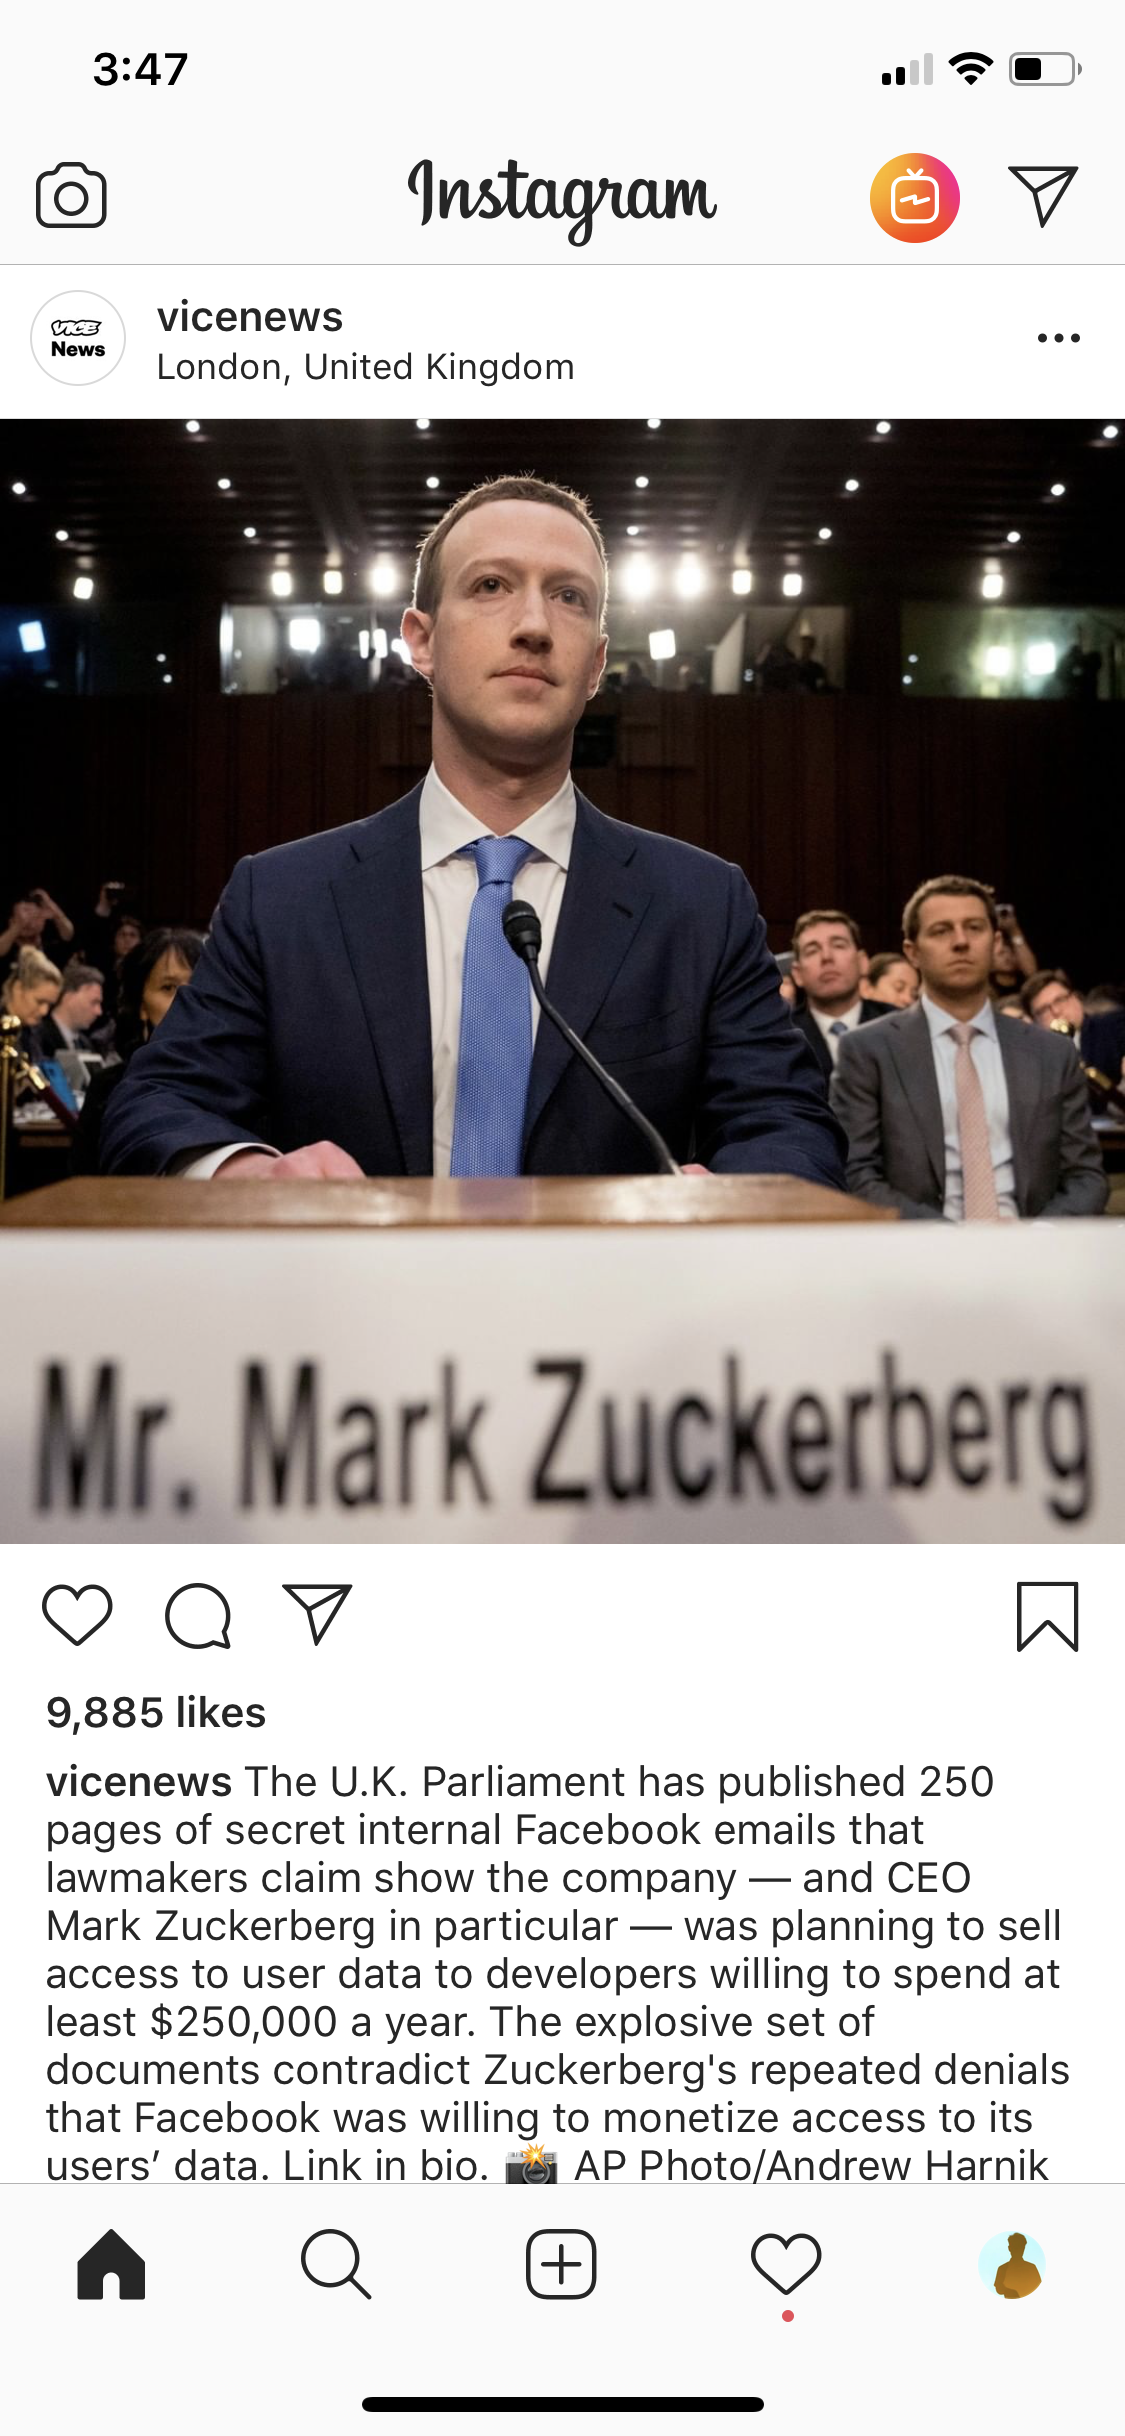 3:47
Instagram
VICE
News
vicenews
London, United Kingdom
Mr. Mark Zuckerberg
9,885 likes
vicenews The U.K. Parliament has published 250
pages of secret internal Facebook emails that
lawmakers claim show the company — and CEO
Mark Zuckerberg in particular — was planning to sell
access to user data to developers willing to spend at
least $250,000 a year. The explosive set of
documents contradict Zuckerberg's repeated denials
that Facebook was willing to monetize access to its
users’ data. Link in bio. 📸 AP Photo/Andrew Harnik